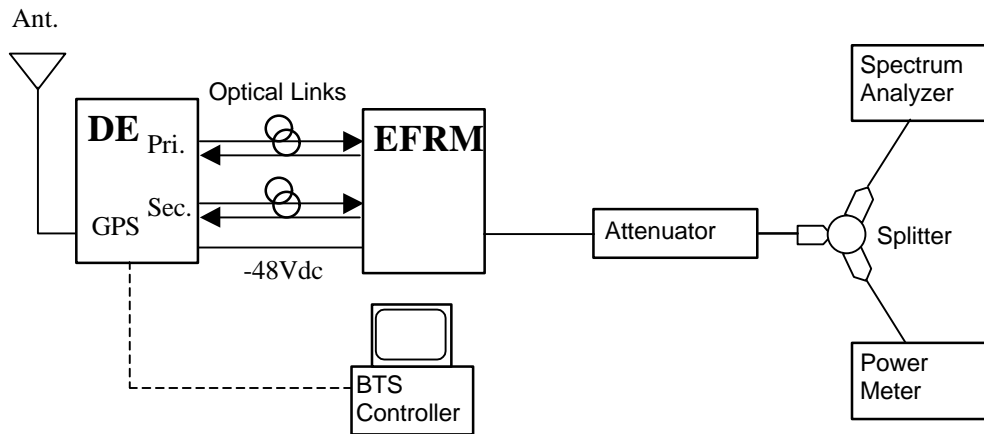 Ant.
Spectrum
Analyzer
Optical Links
DE
Pri.
EFRM
Sec.
GPS
Attenuator
Splitter
-48Vdc
BTS
Controller
Power
Meter